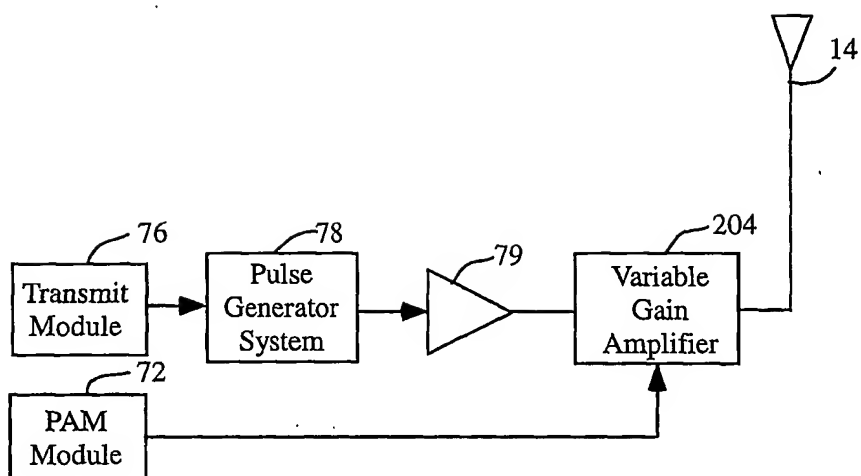 14
76
78
79
204
Transmit
Module
Pulse
Generator
System
Variable
Gain
Amplifier
72
PAM
Module